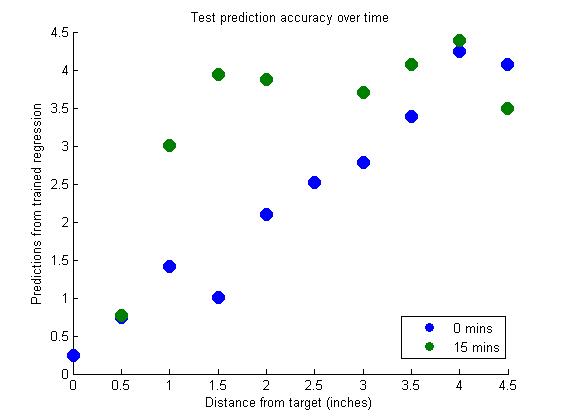 Test prediction accuracy over time
Predictions from trained regression
4.5
4
3.5
3
2.5
2
1.5
1
0.5
0
0 0.5 1 1.5 2 2.5 3 3.5 4 4.5
Distance from target (inches)
0 mins
15 mins